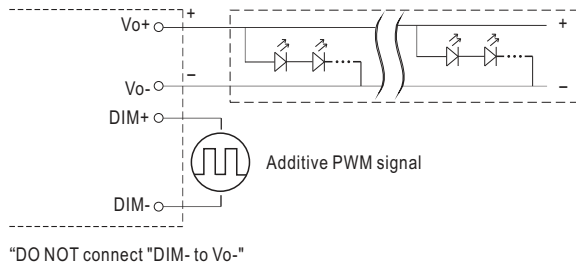 Vo+
+
+
Vo-
–
–
DIM+
Additive PWM signal
DIM-
“DO NOT connect "DIM- to Vo-"